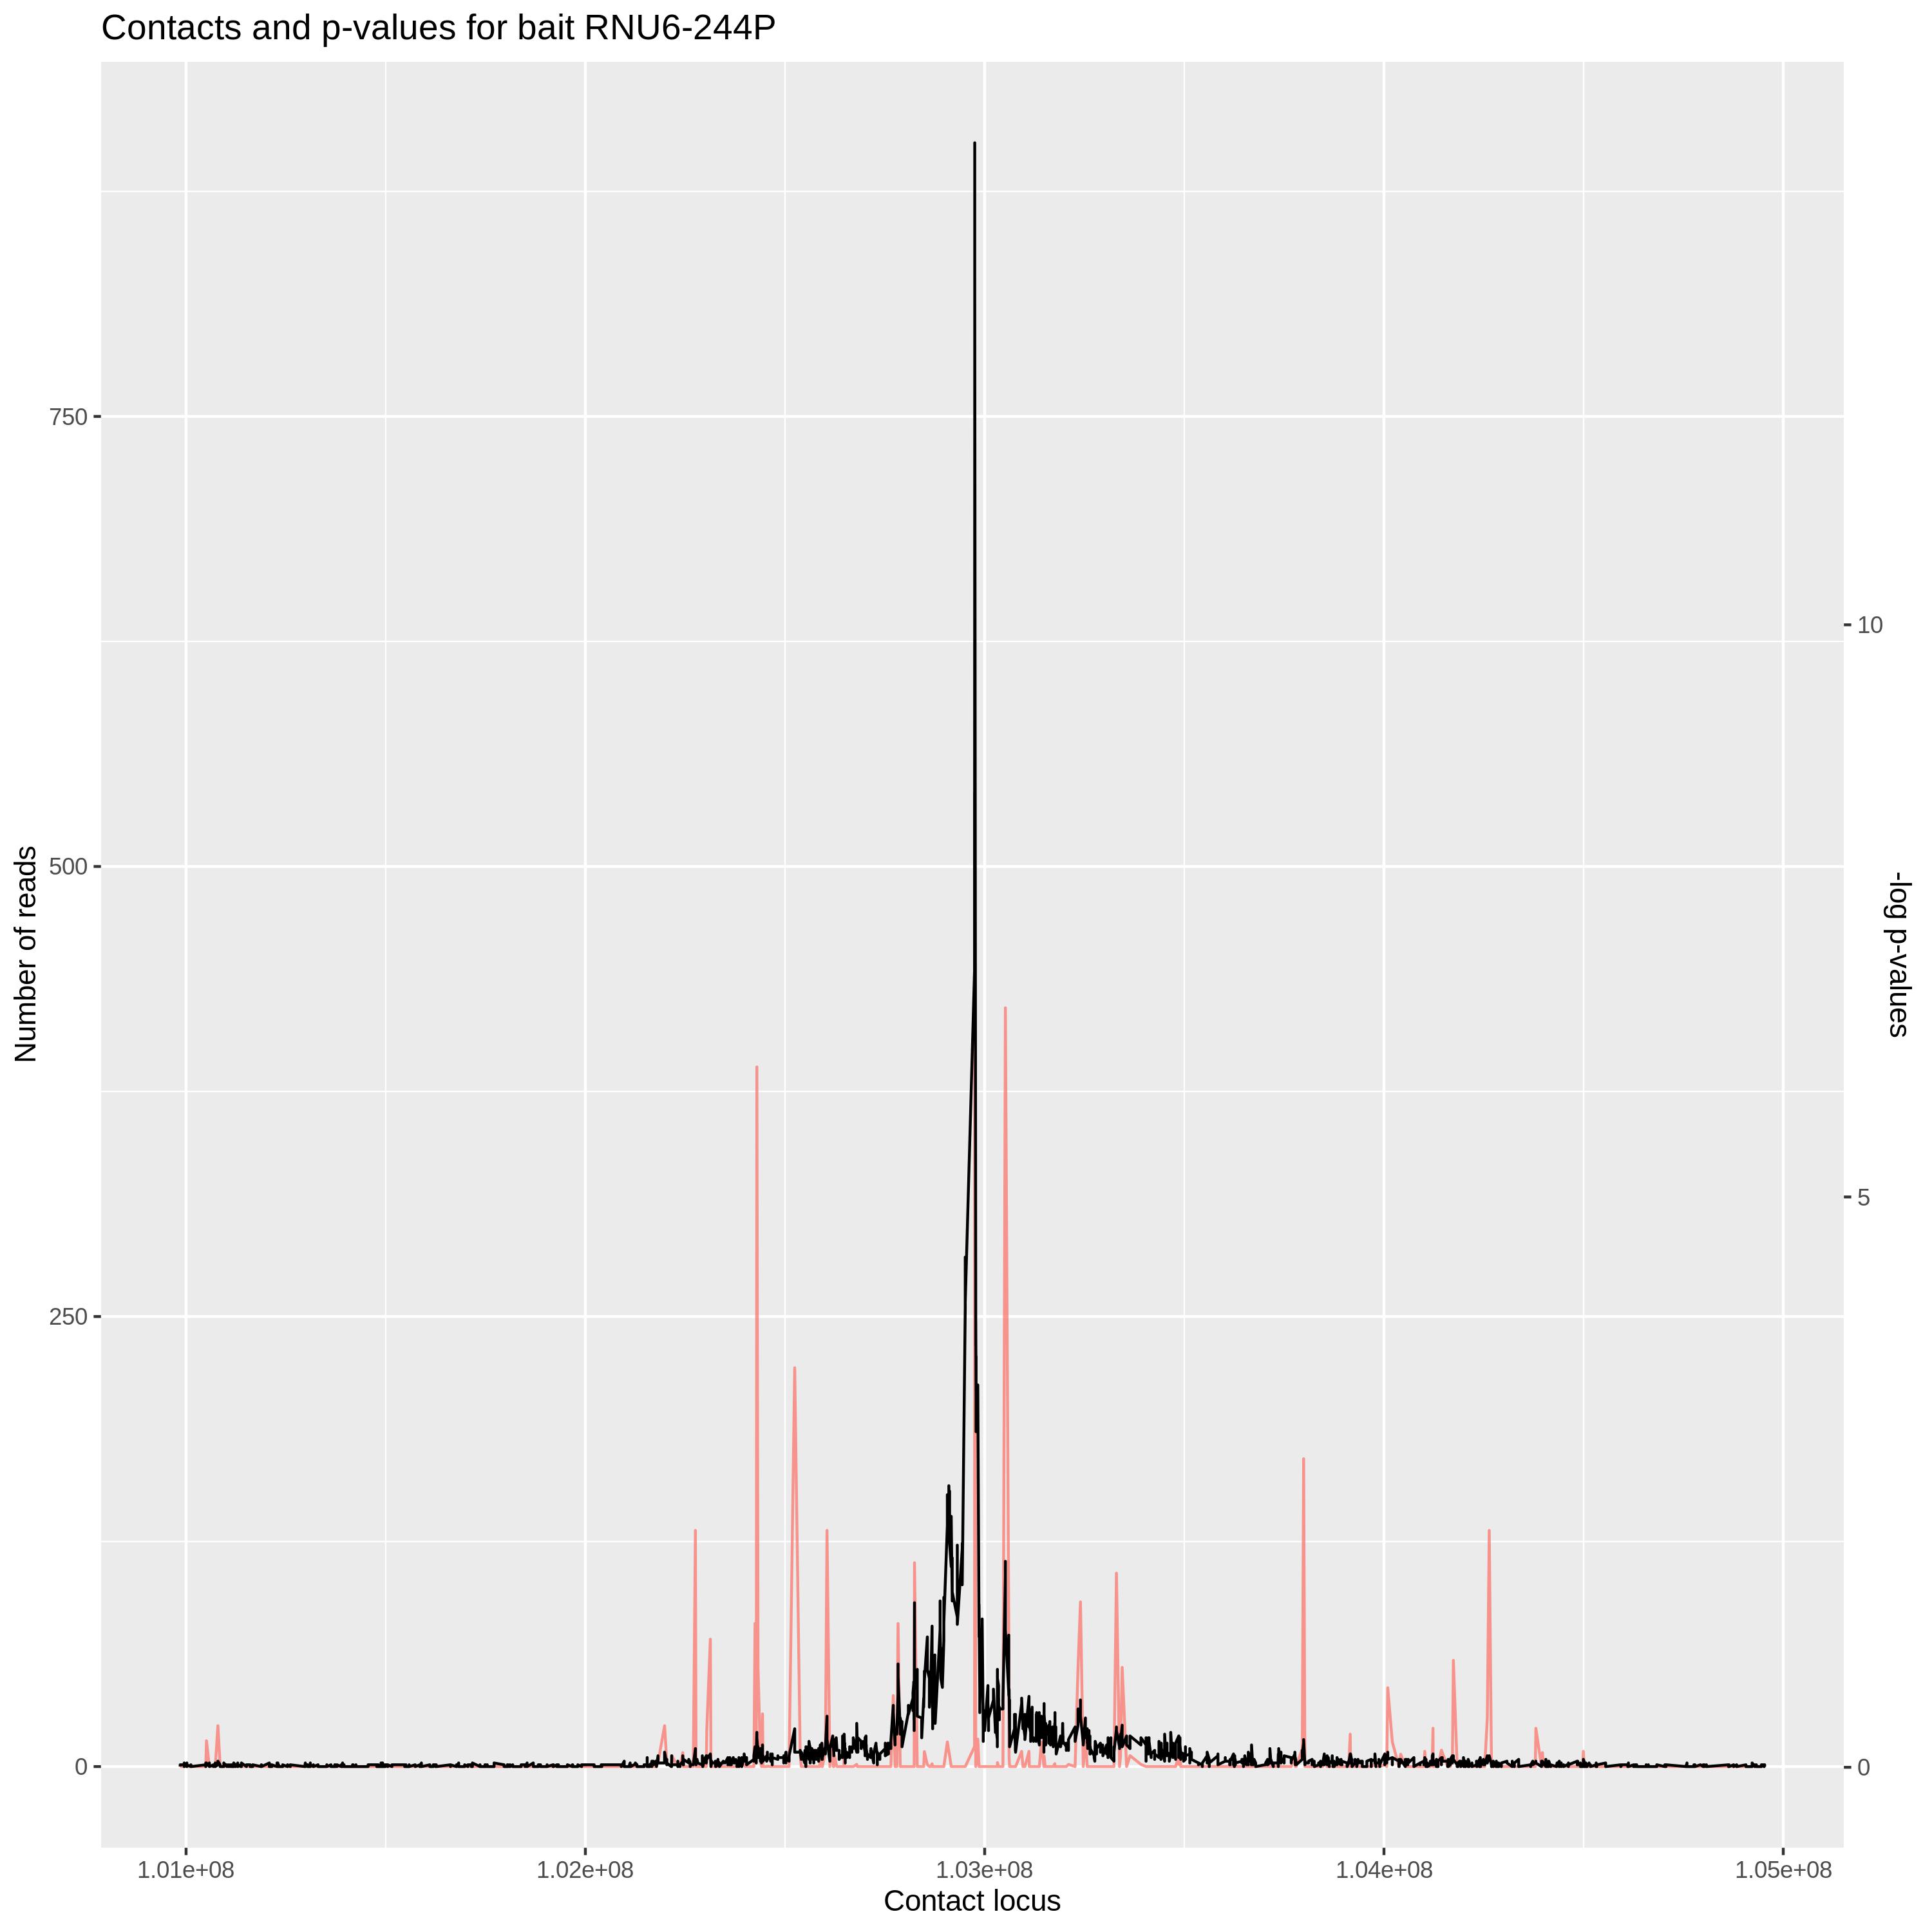 Contacts and p-values for bait RNU6-244P
Number of reads
750
500
250
0
10
5
0
-log p-values
1.01e+08
1.02e+08
1.03e+08
1.04e+08
1.05e+08
Contact locus